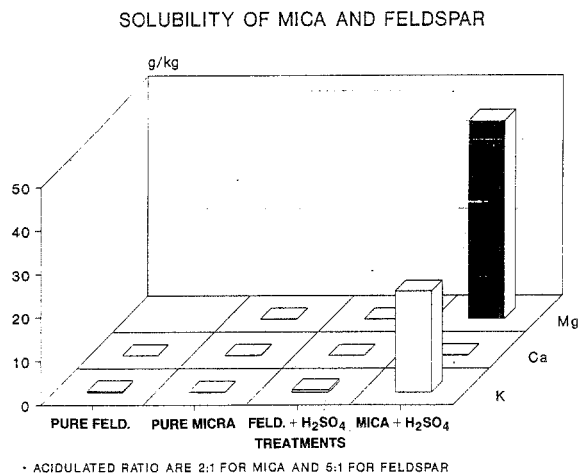 SOLUBILITY OF MICA AND FELDSPAR
g/kg
50
40
30
20
10
0
Mg
Ca
K
PURE FELD. PURE MICRA FELD. + H₂SO₄ MICA + H₂SO₄
TREATMENTS
• ACIDULATED RATIO ARE 2:1 FOR MICA AND 5:1 FOR FELDSPAR